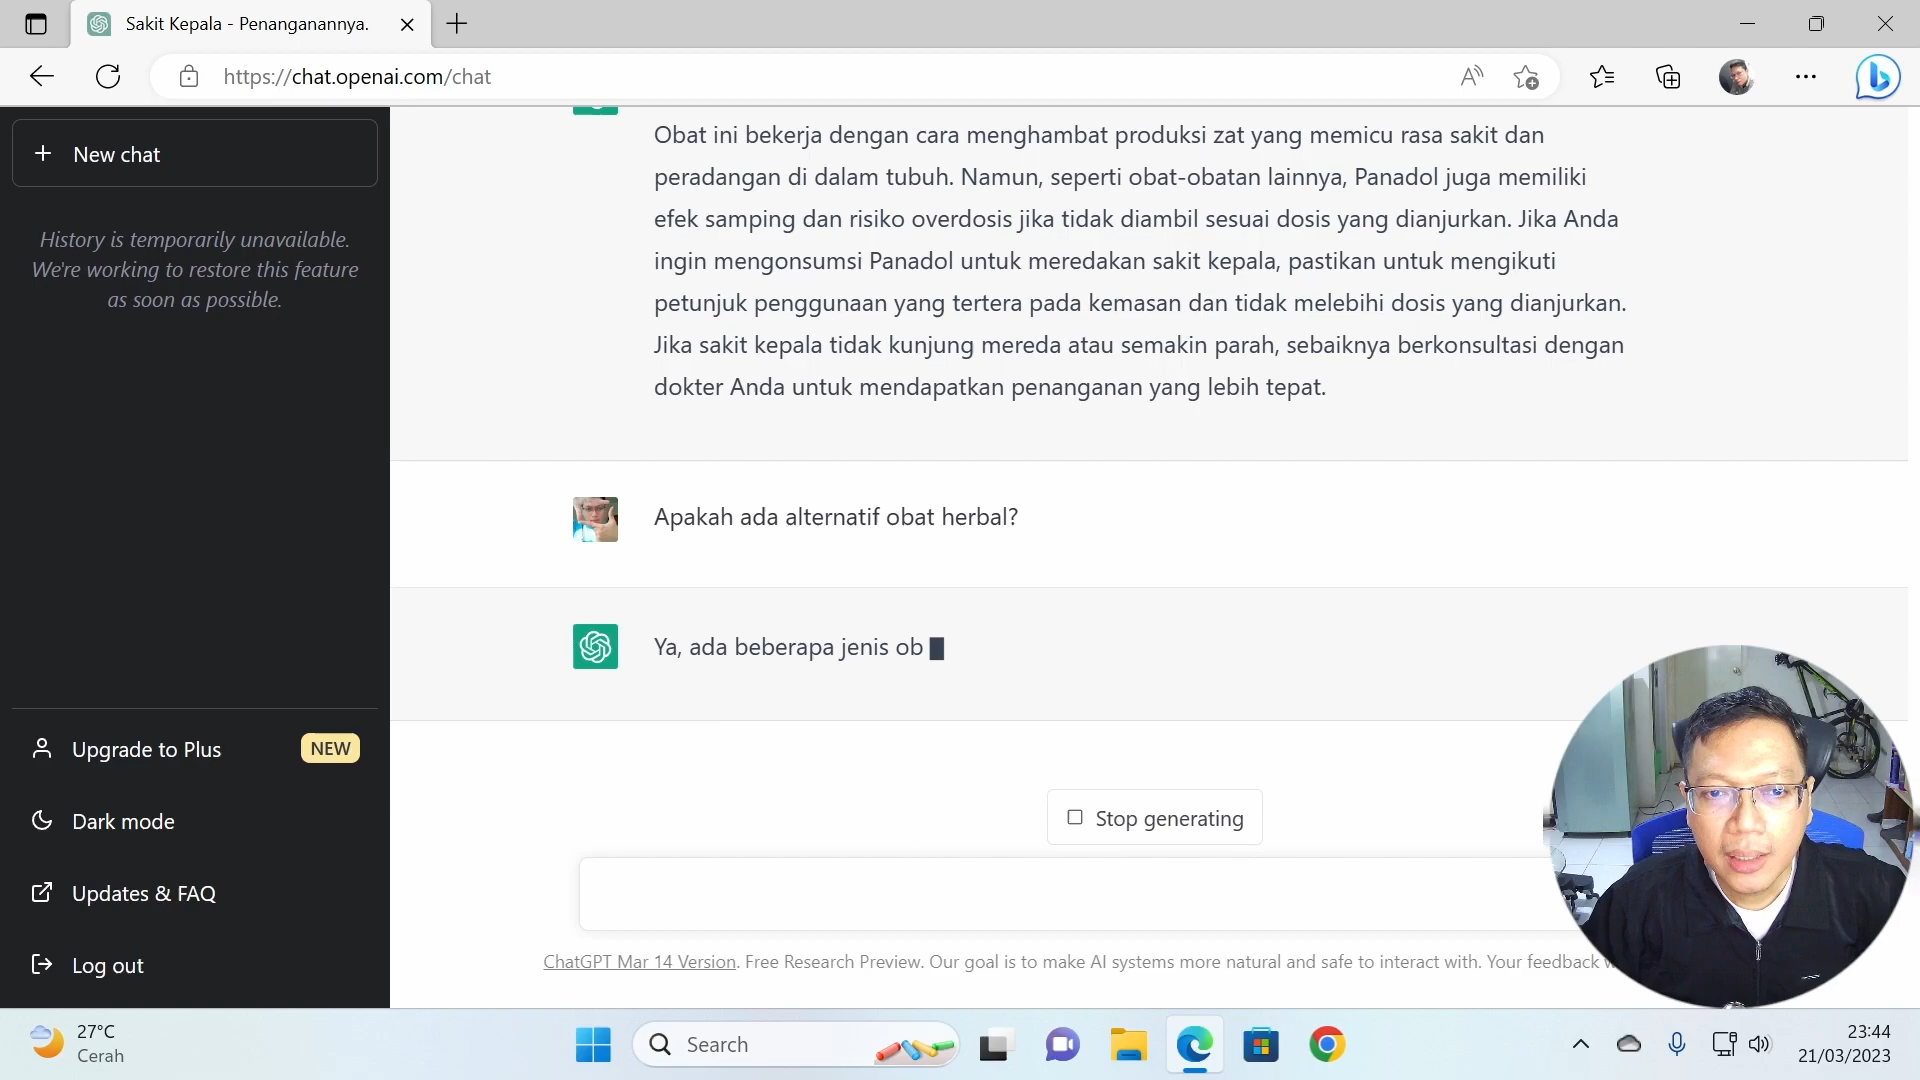 Sakit Kepala - Penanganannya.
https://chat.openai.com/chat
New chat
History is temporarily unavailable.
We're working to restore this feature
as soon as possible.
Upgrade to Plus NEW
Dark mode
Updates & FAQ
Log out
Obat ini bekerja dengan cara menghambat produksi zat yang memicu rasa sakit dan
peradangan di dalam tubuh. Namun, seperti obat-obatan lainnya, Panadol juga memiliki
efek samping dan risiko overdosis jika tidak diambil sesuai dosis yang dianjurkan. Jika Anda
ingin mengonsumsi Panadol untuk meredakan sakit kepala, pastikan untuk mengikuti
petunjuk penggunaan yang tertera pada kemasan dan tidak melebihi dosis yang dianjurkan.
Jika sakit kepala tidak kunjung mereda atau semakin parah, sebaiknya berkonsultasi dengan
dokter Anda untuk mendapatkan penanganan yang lebih tepat.
Apakah ada alternatif obat herbal?
Ya, ada beberapa jenis ob
Stop generating
ChatGPT Mar 14 Version. Free Research Preview. Our goal is to make AI systems more natural and safe to interact with. Your feedback
27°C
Cerah
Search
23:44
21/03/2023